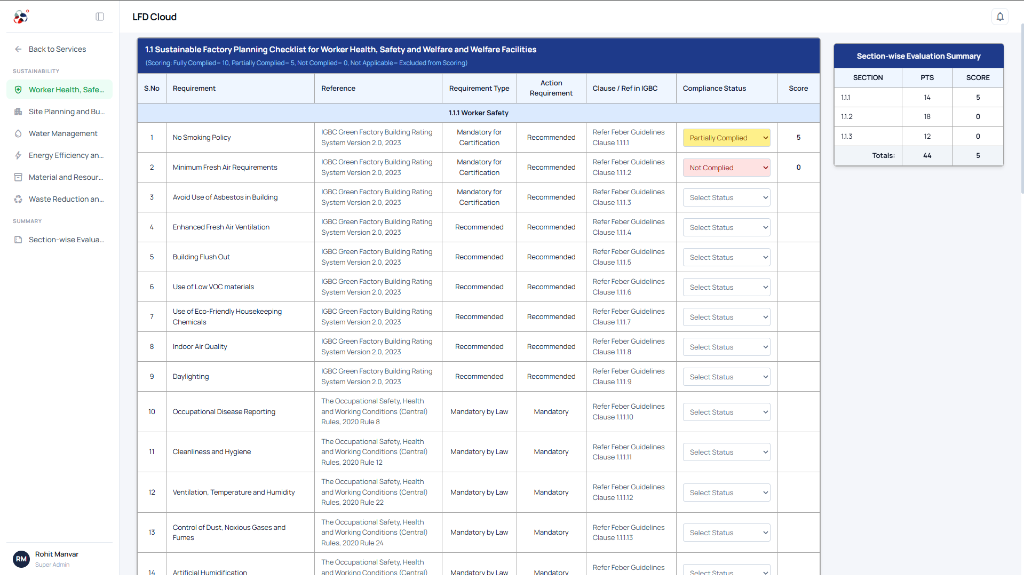 LFD Cloud
Back to Services
SUSTAINABILITY
Worker Health, Safe...
Site Planning and Bu...
Water Management
Energy Efficiency an...
Material and Resour...
Waste Reduction an...
SUMMARY
Section-wise Evalua...
RM
Rohit Manvar
Super Admin
1.1 Sustainable Factory Planning Checklist for Worker Health, Safety and Welfare and Welfare Facilities
(Scoring: Fully Complied= 10, Partially Complied= 5, Not Complied= 0, Not Applicable= Excluded from Scoring)
S.No Requirement Reference Requirement Type Action Requirement Clause / Ref in IGBC Compliance Status Score
1.1.1 Worker Safety
1 No Smoking Policy IGBC Green Factory Building Rating System Version 2.0, 2023 Mandatory for Certification Recommended Refer Feber Guidelines Clause 1.1.1.1 Partially Complied 5
2 Minimum Fresh Air Requirements IGBC Green Factory Building Rating System Version 2.0, 2023 Mandatory for Certification Recommended Refer Feber Guidelines Clause 1.1.1.2 Not Complied 0
3 Avoid Use of Asbestos in Building IGBC Green Factory Building Rating System Version 2.0, 2023 Mandatory for Certification Recommended Refer Feber Guidelines Clause 1.1.1.3 Select Status
4 Enhanced Fresh Air Ventilation IGBC Green Factory Building Rating System Version 2.0, 2023 Recommended Recommended Refer Feber Guidelines Clause 1.1.1.4 Select Status
5 Building Flush Out IGBC Green Factory Building Rating System Version 2.0, 2023 Recommended Recommended Refer Feber Guidelines Clause 1.1.1.5 Select Status
6 Use of Low VOC materials IGBC Green Factory Building Rating System Version 2.0, 2023 Recommended Recommended Refer Feber Guidelines Clause 1.1.1.6 Select Status
7 Use of Eco-Friendly Housekeeping Chemicals IGBC Green Factory Building Rating System Version 2.0, 2023 Recommended Recommended Refer Feber Guidelines Clause 1.1.1.7 Select Status
8 Indoor Air Quality IGBC Green Factory Building Rating System Version 2.0, 2023 Recommended Recommended Refer Feber Guidelines Clause 1.1.1.8 Select Status
9 Daylighting IGBC Green Factory Building Rating System Version 2.0, 2023 Recommended Recommended Refer Feber Guidelines Clause 1.1.1.9 Select Status
10 Occupational Disease Reporting The Occupational Safety, Health and Working Conditions (Central) Rules, 2020 Rule 8 Mandatory by Law Mandatory Refer Feber Guidelines Clause 1.1.1.10 Select Status
11 Cleanliness and Hygiene The Occupational Safety, Health and Working Conditions (Central) Rules, 2020 Rule 12 Mandatory by Law Mandatory Refer Feber Guidelines Clause 1.1.1.11 Select Status
12 Ventilation, Temperature and Humidity The Occupational Safety, Health and Working Conditions (Central) Rules, 2020 Rule 22 Mandatory by Law Mandatory Refer Feber Guidelines Clause 1.1.1.12 Select Status
13 Control of Dust, Noxious Gases and Fumes The Occupational Safety, Health and Working Conditions (Central) Rules, 2020 Rule 24 Mandatory by Law Mandatory Refer Feber Guidelines Clause 1.1.1.13 Select Status
14 Artificial Humidification The Occupational Safety, Health and Working Conditions (Central) Mandatory by Law Mandatory Refer Feber Guidelines Select Status
Section-wise Evaluation Summary
SECTION PTS SCORE
1.1.1 14 5
1.1.2 18 0
1.1.3 12 0
Totals: 44 5